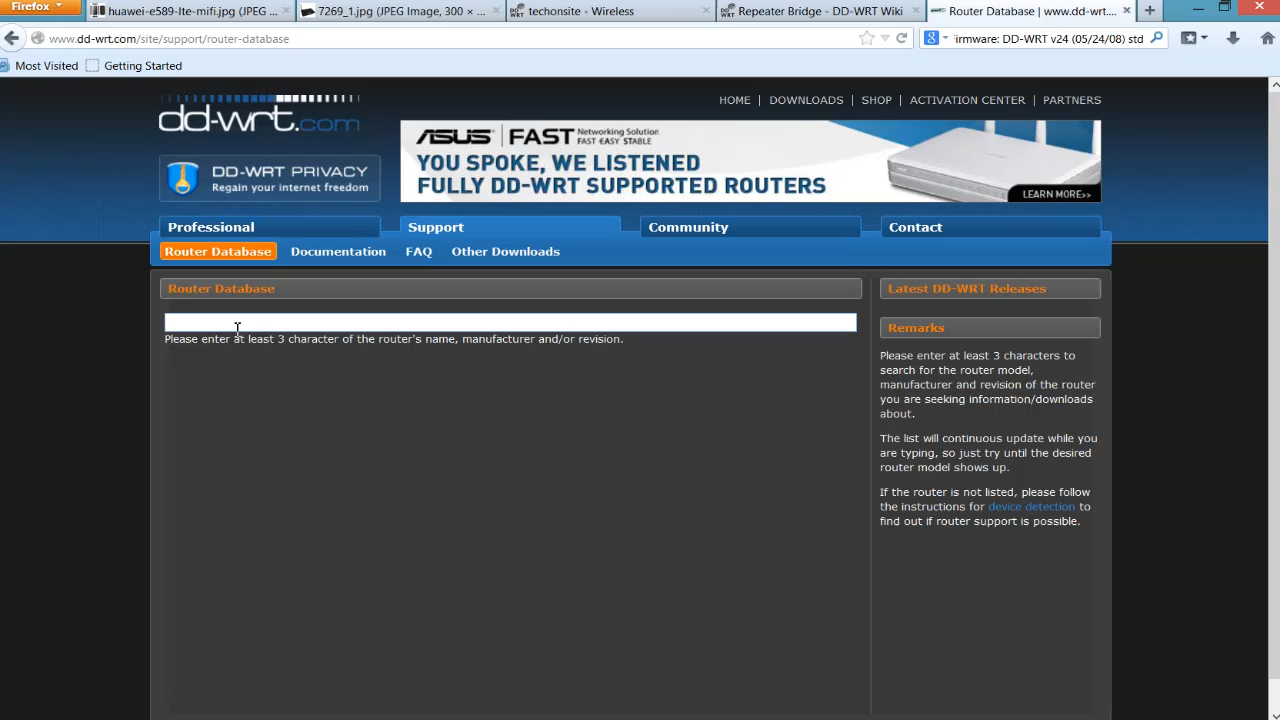 Firefox
huawei-e589-lte-mifi.jpg (JPEG ...
7269_1.jpg (JPEG Image, 300 × ...
techonsite - Wireless
Repeater Bridge - DD-WRT Wiki
Router Database | www.dd-wrt....
www.dd-wrt.com/site/support/router-database
irmware: DD-WRT v24 (05/24/08) std
Most Visited
Getting Started
dd-wrt.com
HOME | DOWNLOADS | SHOP | ACTIVATION CENTER | PARTNERS
ASUS | FAST Networking Solution
FAST EASY STABLE
YOU SPOKE, WE LISTENED
FULLY DD-WRT SUPPORTED ROUTERS
LEARN MORE>>
DD-WRT PRIVACY
Regain your internet freedom
Professional
Support
Community
Contact
Router Database
Documentation
FAQ
Other Downloads
Router Database
Please enter at least 3 character of the router's name, manufacturer and/or revision.
Latest DD-WRT Releases
Remarks
Please enter at least 3 characters to
search for the router model,
manufacturer and revision of the router
you are seeking information/downloads
about.
The list will continuous update while you
are typing, so just try until the desired
router model shows up.
If the router is not listed, please follow
the instructions for device detection to
find out if router support is possible.